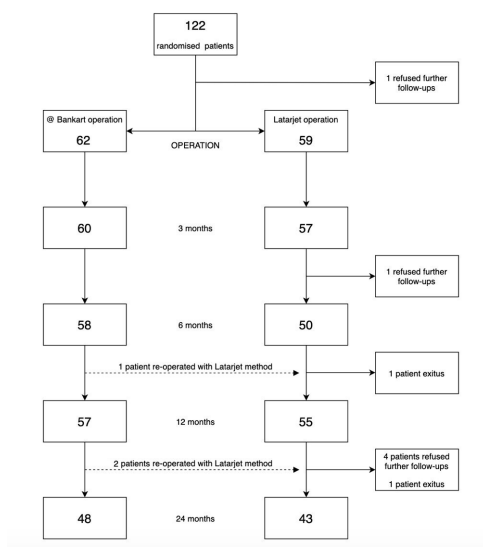 122
randomised patients
1 refused further
follow-ups
@ Bankart operation
62
Latarjet operation
59
OPERATION
60
3 months
57
1 refused further
follow-ups
58
6 months
50
1 patient re-operated with Latarjet method
1 patient exitus
57
12 months
55
2 patients re-operated with Latarjet method
4 patients refused
further follow-ups
1 patient exitus
48
24 months
43